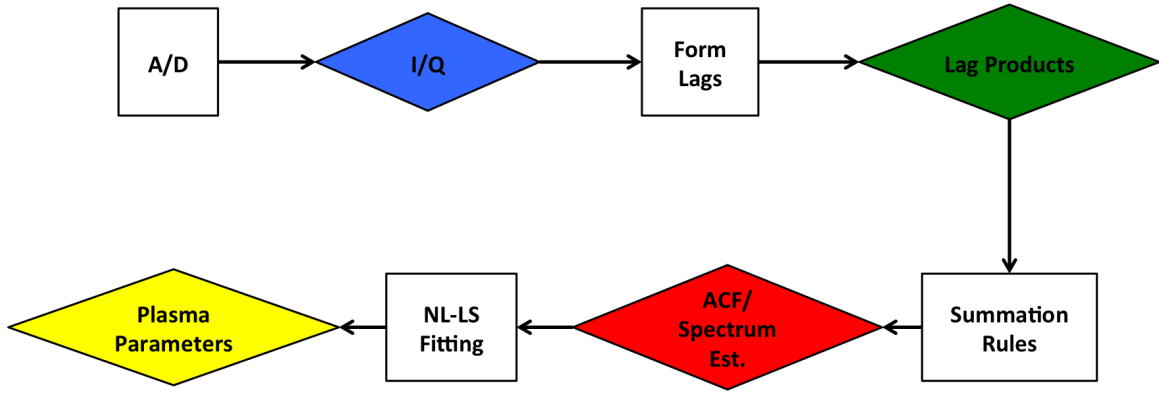 A/D
I/Q
Form
Lags
Lag Products
Summation
Rules
ACF/
Spectrum
Est.
NL-LS
Fitting
Plasma
Parameters